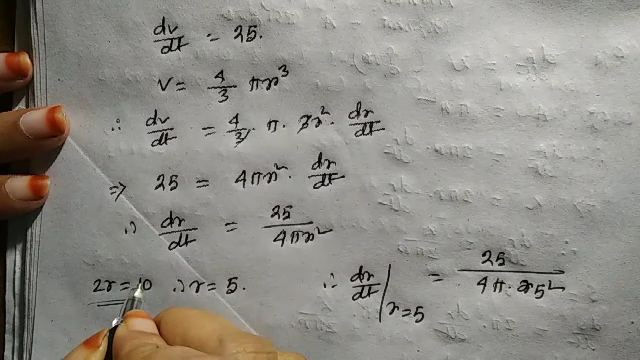 dv/dt = 25.
V = 4/3 πr³
∴ dv/dt = 4/3 · π · 3r² · dr/dt
⇒ 25 = 4πr² · dr/dt
∴ dr/dt = 25/4πr²
2r = 10 ∴ r = 5. ∴ dr/dt|r=5 = 25/4π · 5²